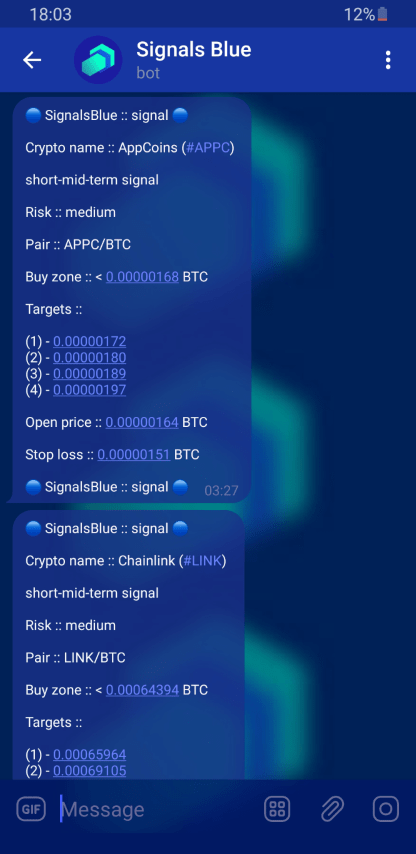 18:03
12%
Signals Blue
bot
🔵 SignalsBlue :: signal 🔵
Crypto name :: AppCoins (#APPC)
short-mid-term signal
Risk :: medium
Pair :: APPC/BTC
Buy zone :: < 0.00000168 BTC
Targets ::
(1) - 0.00000172
(2) - 0.00000180
(3) - 0.00000189
(4) - 0.00000197
Open price :: 0.00000164 BTC
Stop loss :: 0.00000151 BTC
🔵 SignalsBlue :: signal 🔵
03:27
🔵 SignalsBlue :: signal 🔵
Crypto name :: Chainlink (#LINK)
short-mid-term signal
Risk :: medium
Pair :: LINK/BTC
Buy zone :: < 0.00064394 BTC
Targets ::
(1) - 0.00065964
(2) - 0.00069105
GIF
Message